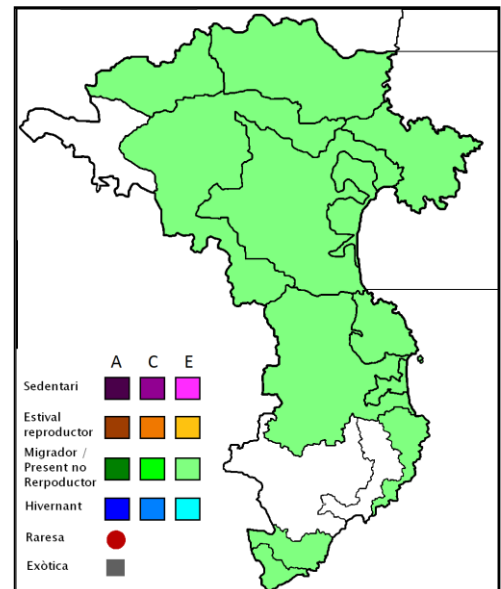 A C E
Sedentari
Estival
reproductor
Migrador /
Present no
Rerpoductor
Hivernant
Raresa
Exòtica